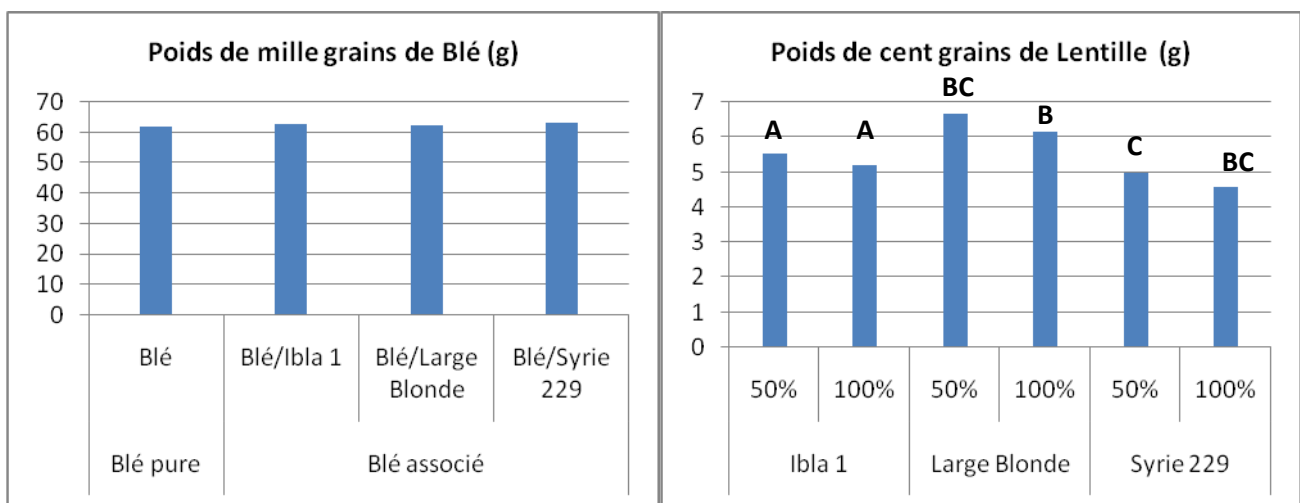 Poids de mille grains de Blé (g)
70
60
50
40
30
20
10
0
Blé
Blé/Ibla 1
Blé/Large
Blonde
Blé/Syrie
229
Blé pure
Blé associé
Poids de cent grains de Lentille (g)
7
6
5
4
3
2
1
0
A
A
BC
B
C
BC
50%
100%
50%
100%
50%
100%
Ibla 1
Large Blonde
Syrie 229